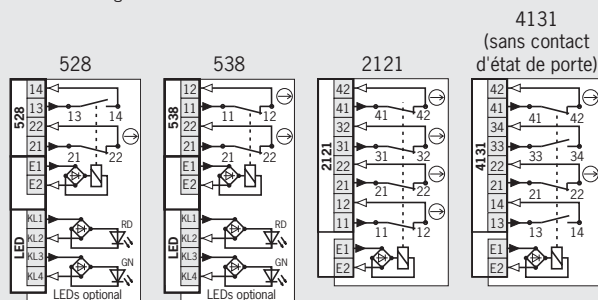 4131
(sans contact
d'état de porte)
528
538
2121
528
14
13
22
21
E1
E2
13 14
21 22
LED
KL1
KL2
KL3
KL4
RD
GN
LEDs optional
538
12
11
22
21
E1
E2
11 12
21 22
LED
KL1
KL2
KL3
KL4
RD
GN
LEDs optional
2121
42
41
32
31
22
21
12
11
E1
E2
41 42
31 32
21 22
11 12
4131
42
41
34
33
22
21
14
13
E1
E2
41 42
33 34
21 22
13 14